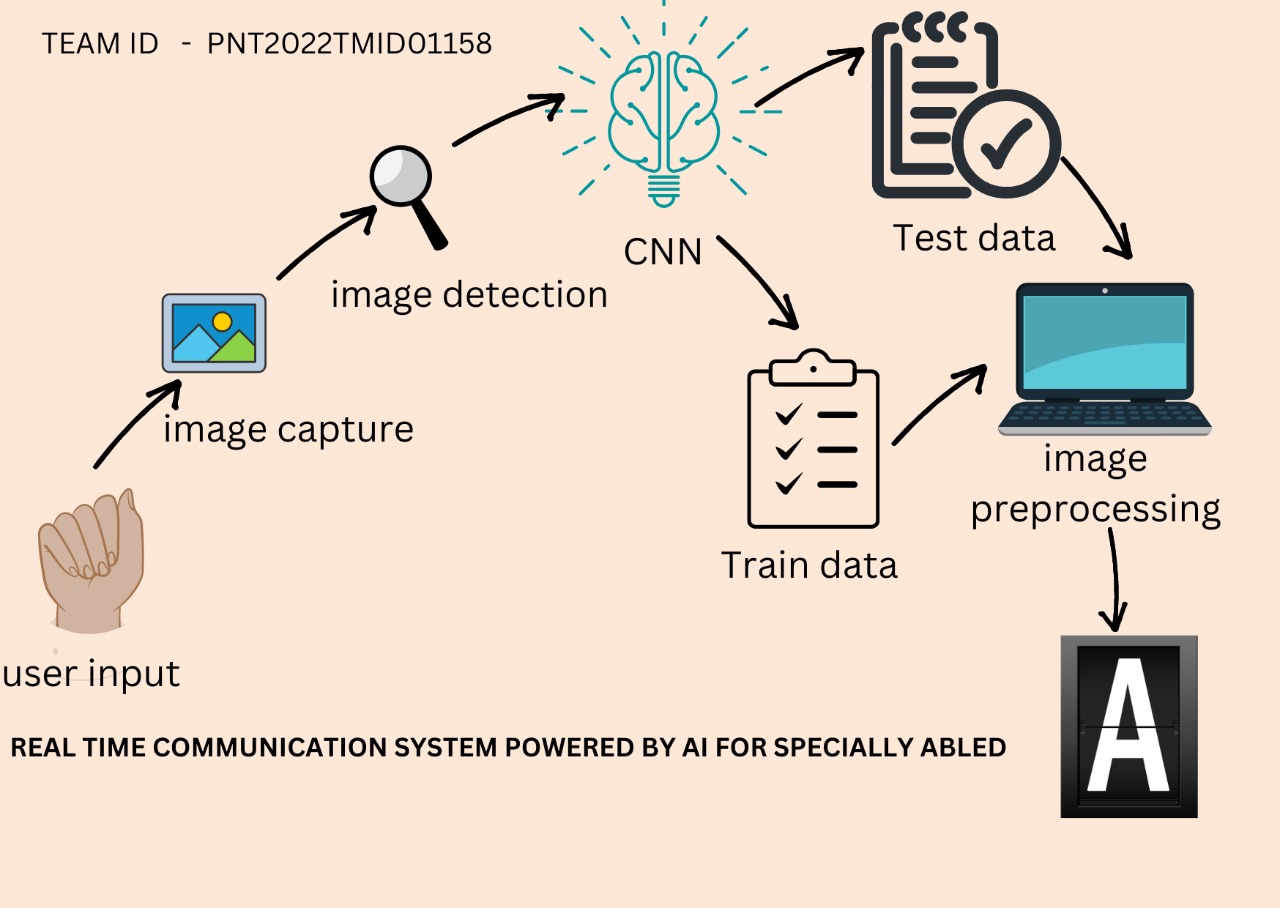 TEAM ID - PNT2022TMID01158
CNN
Test data
image detection
image capture
image
preprocessing
Train data
user input
A
REAL TIME COMMUNICATION SYSTEM POWERED BY AI FOR SPECIALLY ABLED